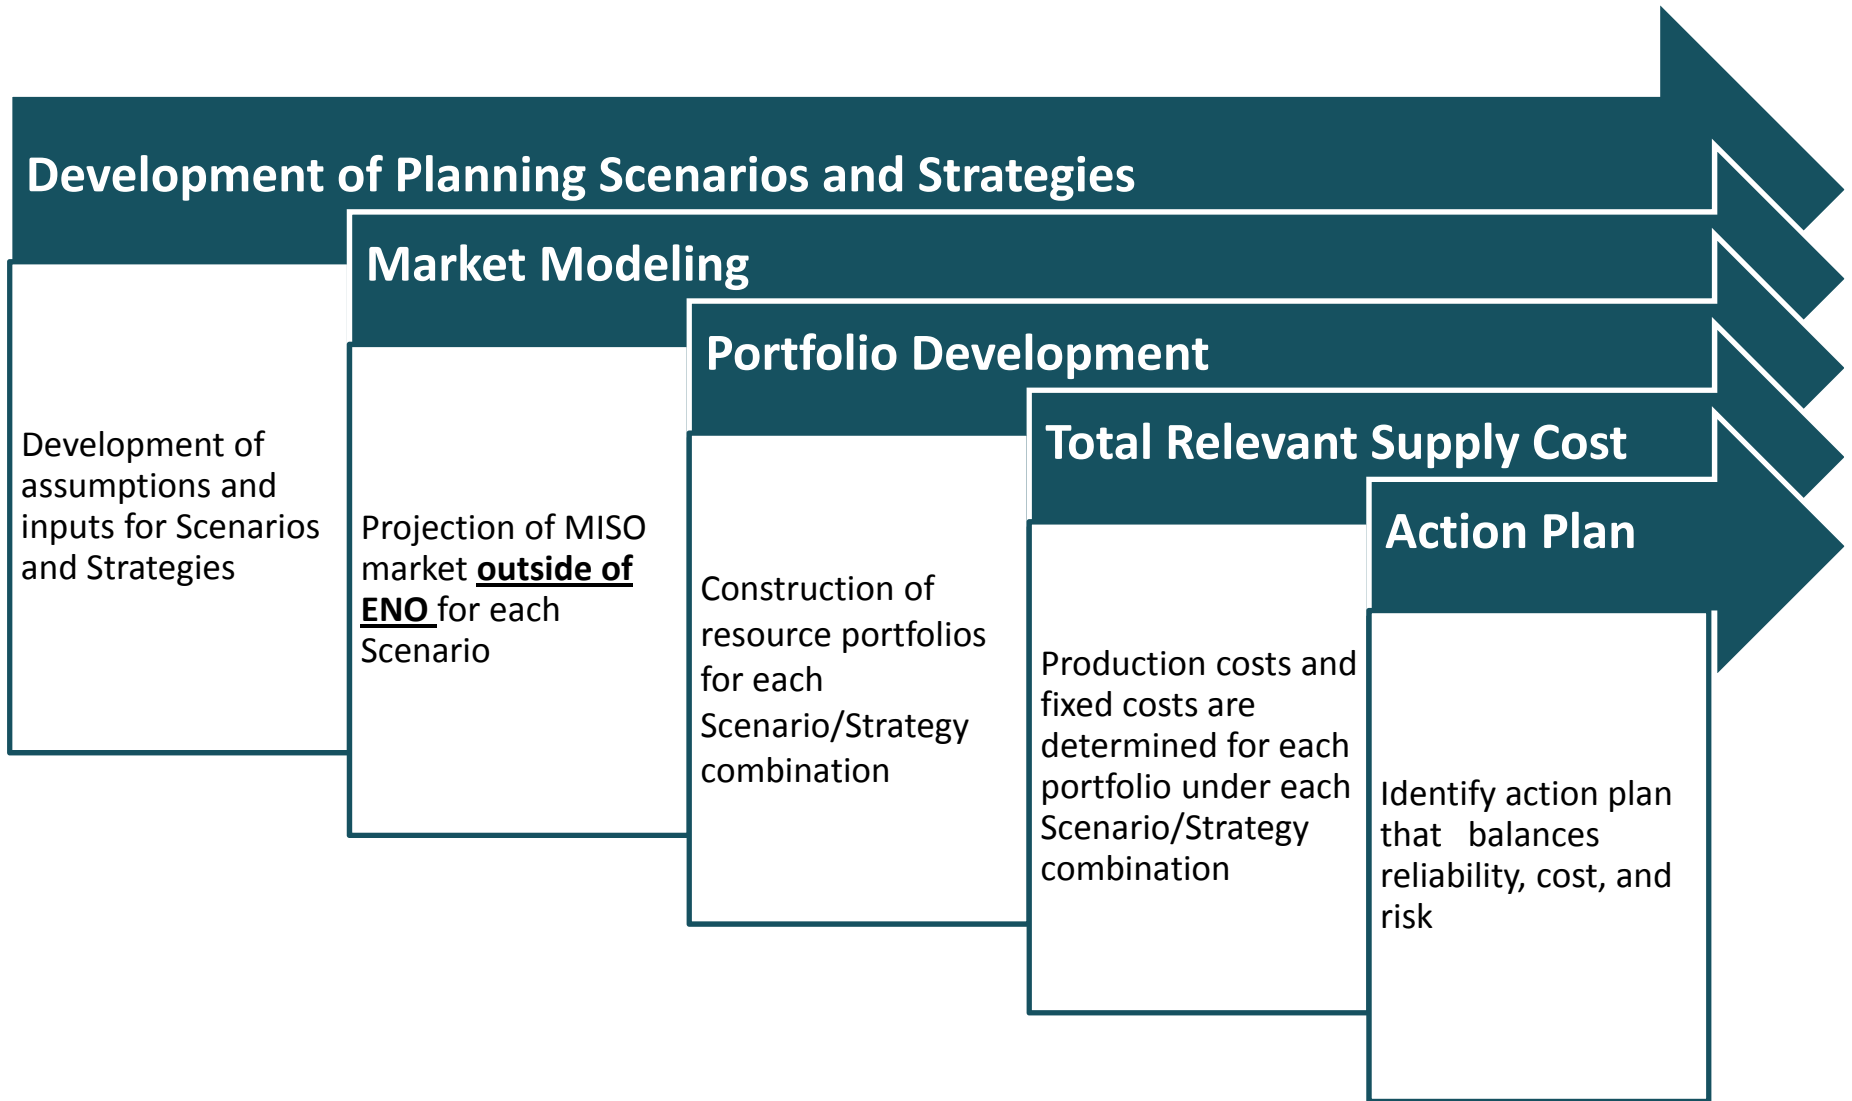 Development of Planning Scenarios and Strategies
Development of
assumptions and
inputs for Scenarios
and Strategies
Market Modeling
Projection of MISO
market outside of
ENO for each
Scenario
Portfolio Development
Construction of
resource portfolios
for each
Scenario/Strategy
combination
Total Relevant Supply Cost
Production costs and
fixed costs are
determined for each
portfolio under each
Scenario/Strategy
combination
Action Plan
Identify action plan
that   balances
reliability, cost, and
risk